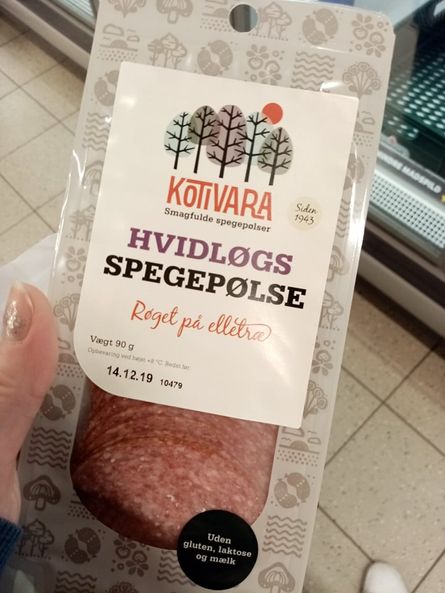 KOTIVARA
Smagfulde spegepølser
Siden
1943
HVIDLØGS
SPEGEPØLSE
Røget på elletræ
Vægt 90 g
Opbevaring ved højst +8 °C. Bedst før:
14.12.19 10479
Uden
gluten, laktose
og mælk